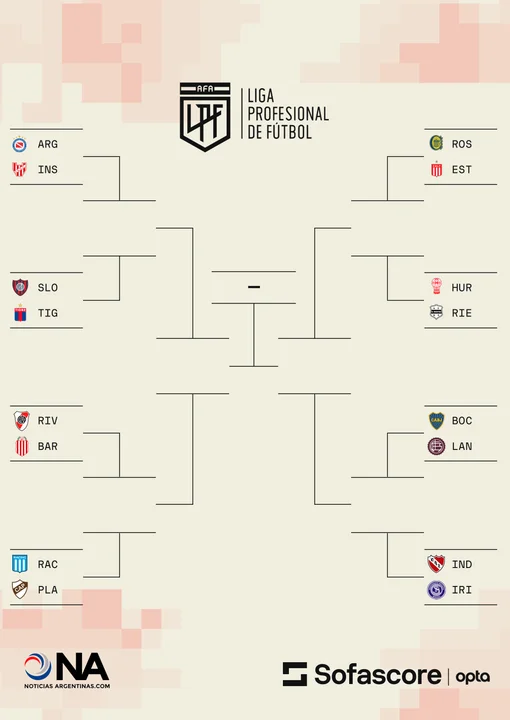 AFA
LPF
LIGA
PROFESIONAL
DE FÚTBOL
ARG
INS
SLO
TIG
RIV
BAR
RAC
PLA
–
ROS
EST
HUR
RIE
BOC
LAN
IND
IRI
NA
NOTICIAS ARGENTINAS.COM
Sofascore | opta